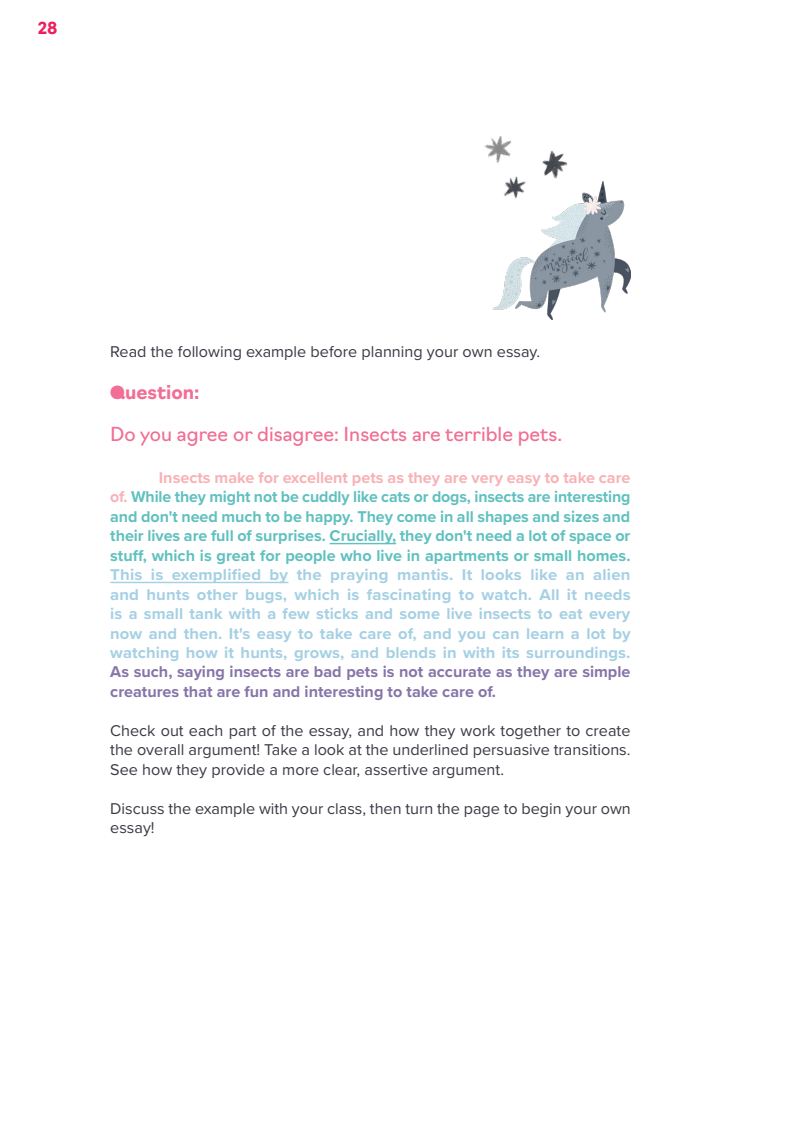 28
magical
Read the following example before planning your own essay.
Question:
Do you agree or disagree: Insects are terrible pets.
Insects make for excellent pets as they are very easy to take care
of. While they might not be cuddly like cats or dogs, insects are interesting
and don't need much to be happy. They come in all shapes and sizes and
their lives are full of surprises. Crucially, they don't need a lot of space or
stuff, which is great for people who live in apartments or small homes.
This is exemplified by the praying mantis. It looks like an alien
and hunts other bugs, which is fascinating to watch. All it needs
is a small tank with a few sticks and some live insects to eat every
now and then. It's easy to take care of, and you can learn a lot by
watching how it hunts, grows, and blends in with its surroundings.
As such, saying insects are bad pets is not accurate as they are simple
creatures that are fun and interesting to take care of.
Check out each part of the essay, and how they work together to create
the overall argument! Take a look at the underlined persuasive transitions.
See how they provide a more clear, assertive argument.
Discuss the example with your class, then turn the page to begin your own
essay!